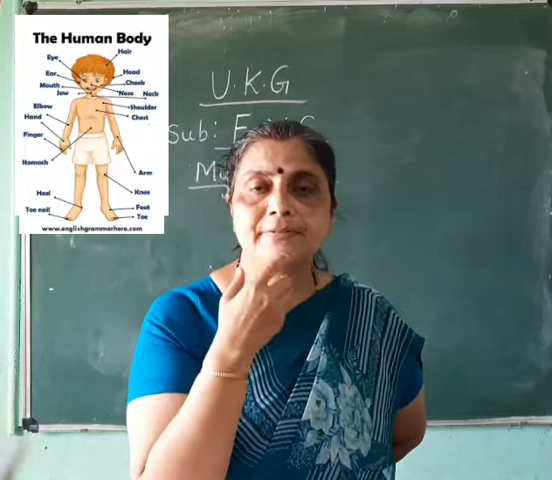 The Human Body
Hair
Eye
Head
Ear
Cheek
Mouth
Nose
Neck
Jaw
Elbow
Shoulder
Hand
Chest
Finger
Stomach
Arm
Heel
Knee
Toe nail
Foot
Toe
www.englishgrammarhere.com
U.K.G
Sub: